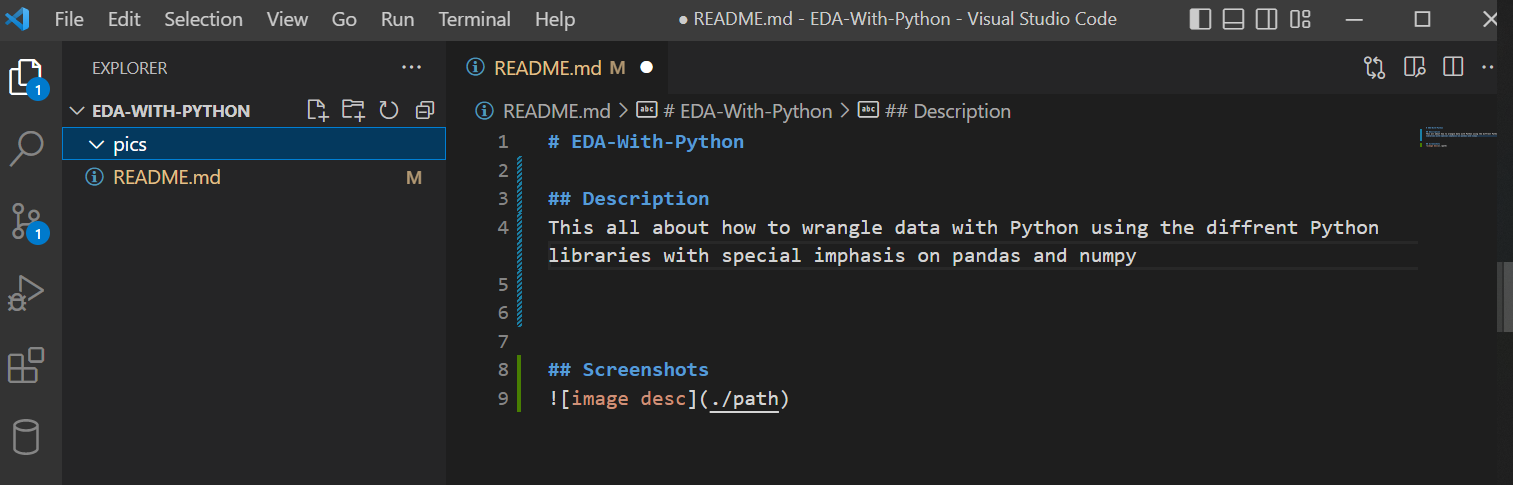 File Edit Selection View Go Run Terminal Help ● README.md - EDA-With-Python - Visual Studio Code
EXPLORER ...
README.md M ●
EDA-WITH-PYTHON
README.md > # EDA-With-Python > ## Description
pics
README.md M
1
1
1 # EDA-With-Python
2
3 ## Description
4 This all about how to wrangle data with Python using the diffrent Python
libraries with special imphasis on pandas and numpy
5
6
7
8 ## Screenshots
9 ![image desc](./path)